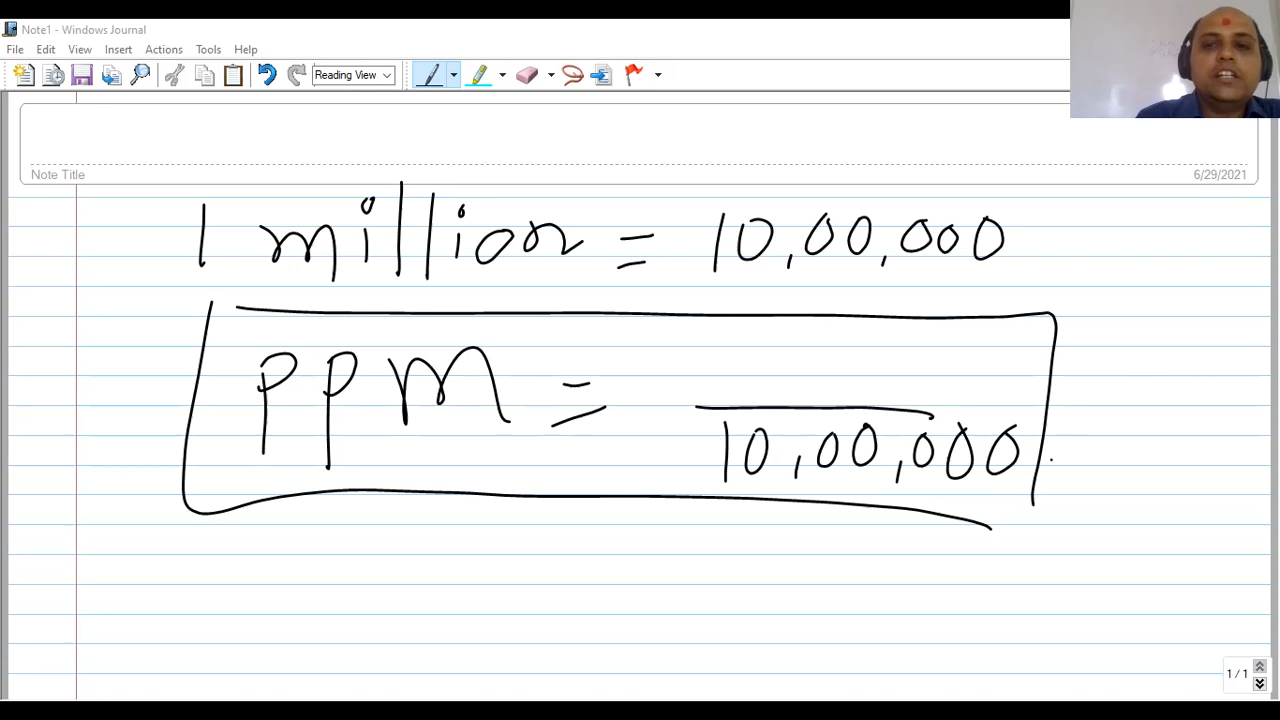 Note1 - Windows Journal
File Edit View Insert Actions Tools Help
Reading View
Note Title
6/29/2021
1 million = 10,00,000
PPM =
10,00,000
1 / 1